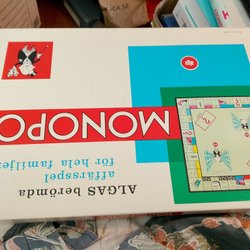 MONOPO
ALGAS berömda
affärsspel
för hela familjen